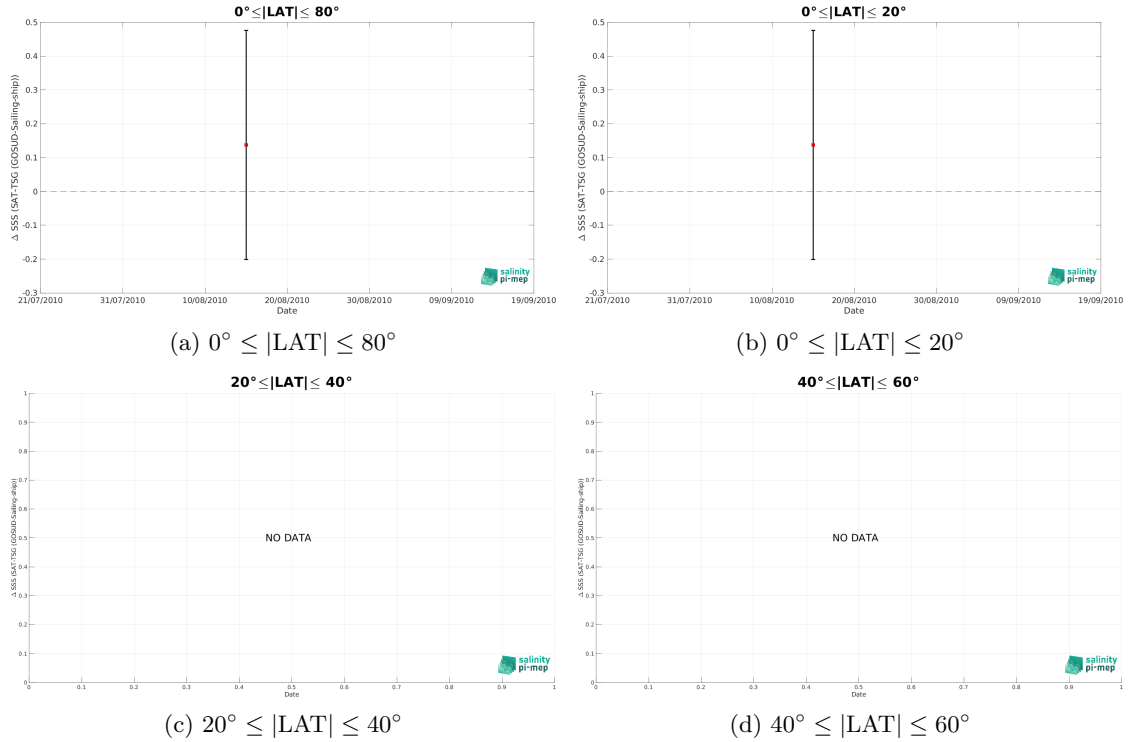 0°≤|LAT|≤ 80°
0.5
0.4
0.3
0.2
0.1
0
-0.1
-0.2
-0.3
Δ SSS (SAT-TSG (GOSUD-Sailing-ship))
21/07/2010 31/07/2010 10/08/2010 20/08/2010 30/08/2010 09/09/2010 19/09/2010
Date
salinity
pi-mep
(a) 0° ≤ |LAT| ≤ 80°
0°≤|LAT|≤ 20°
0.5
0.4
0.3
0.2
0.1
0
-0.1
-0.2
-0.3
Δ SSS (SAT-TSG (GOSUD-Sailing-ship))
21/07/2010 31/07/2010 10/08/2010 20/08/2010 30/08/2010 09/09/2010 19/09/2010
Date
salinity
pi-mep
(b) 0° ≤ |LAT| ≤ 20°
20°≤|LAT|≤ 40°
1
0.9
0.8
0.7
0.6
0.5
0.4
0.3
0.2
0.1
0
Δ SSS (SAT-TSG (GOSUD-Sailing-ship))
NO DATA
0 0.1 0.2 0.3 0.4 0.5 0.6 0.7 0.8 0.9 1
Date
salinity
pi-mep
(c) 20° ≤ |LAT| ≤ 40°
40°≤|LAT|≤ 60°
1
0.9
0.8
0.7
0.6
0.5
0.4
0.3
0.2
0.1
0
Δ SSS (SAT-TSG (GOSUD-Sailing-ship))
NO DATA
0 0.1 0.2 0.3 0.4 0.5 0.6 0.7 0.8 0.9 1
Date
salinity
pi-mep
(d) 40° ≤ |LAT| ≤ 60°